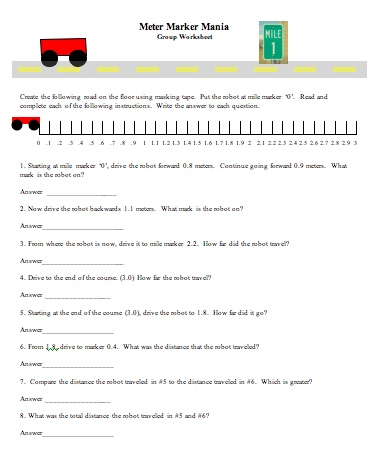 Meter Marker Mania
Group Worksheet
MILE
1
Create the following road on the floor using masking tape. Put the robot at mile marker '0'. Read and
complete each of the following instructions. Write the answer to each question.
0 .1 .2 .3 .4 .5 .6 .7 .8 .9 1 1.1 1.2 1.3 1.4 1.5 1.6 1.7 1.8 1.9 2 2.1 2.2 2.3 2.4 2.5 2.6 2.7 2.8 2.9 3
1. Starting at mile marker '0', drive the robot forward 0.8 meters. Continue going forward 0.9 meters. What
mark is the robot on?
Answer ___________________
2. Now drive the robot backwards 1.1 meters. What mark is the robot on?
Answer______________________
3. From where the robot is now, drive it to mile marker 2.2. How far did the robot travel?
Answer______________________
4. Drive to the end of the course. (3.0) How far the robot travel?
Answer __________________
5. Starting at the end of the course (3.0), drive the robot to 1.8. How far did it go?
Answer____________________
6. From 1.8, drive to marker 0.4. What was the distance that the robot traveled?
Answer____________________
7. Compare the distance the robot traveled in #5 to the distance traveled in #6. Which is greater?
Answer __________________
8. What was the total distance the robot traveled in #5 and #6?
Answer____________________